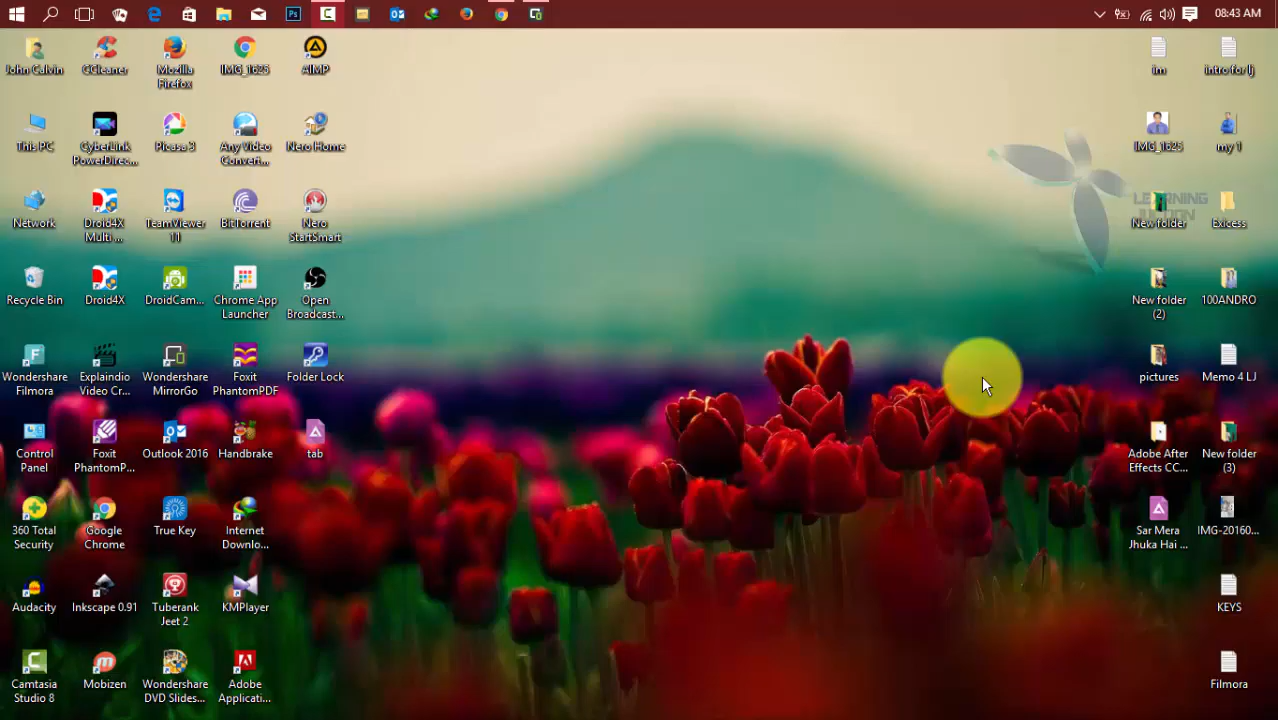 08:43 AM
John Calvin
CCleaner
Mozilla
Firefox
IMG_1625
AIMP
im
intro for lj
This PC
CyberLink
PowerDirec...
Picasa 3
Any Video
Convert...
Nero Home
IMG_1625
my 1
Network
Droid4X
Multi ...
TeamViewer
11
BitTorrent
Nero
StartSmart
LEARNING
New folder
Exicess
Recycle Bin
Droid4X
DroidCam...
Chrome App
Launcher
Open
Broadcast...
New folder
(2)
100ANDRO
Wondershare
Filmora
Explaindio
Video Cr...
Wondershare
MirrorGo
Foxit
PhantomPDF
Folder Lock
pictures
Memo 4 LJ
Control
Panel
Foxit
PhantomP...
Outlook 2016
Handbrake
tab
Adobe After
Effects CC...
New folder
(3)
360 Total
Security
Google
Chrome
True Key
Internet
Downlo...
Sar Mera
Jhuka Hai ...
IMG-20160...
Audacity
Inkscape 0.91
Tuberank
Jeet 2
KMPlayer
KEYS
Camtasia
Studio 8
Mobizen
Wondershare
DVD Slides...
Adobe
Applicati...
Filmora